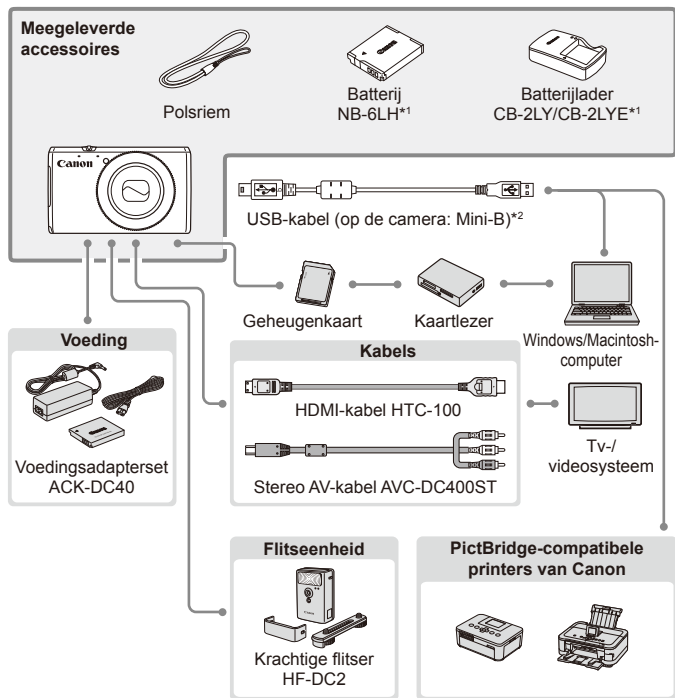 Meegeleverde
accessoires
Polsriem
Batterij
NB-6LH*1
Batterijlader
CB-2LY/CB-2LYE*1
Canon
USB-kabel (op de camera: Mini-B)*2
Geheugenkaart
Kaartlezer
Windows/Macintosh-
computer
Voeding
Voedingsadapterset
ACK-DC40
Kabels
HDMI-kabel HTC-100
Stereo AV-kabel AVC-DC400ST
Tv-/
videosysteem
Flitseenheid
Krachtige flitser
HF-DC2
PictBridge-compatibele
printers van Canon